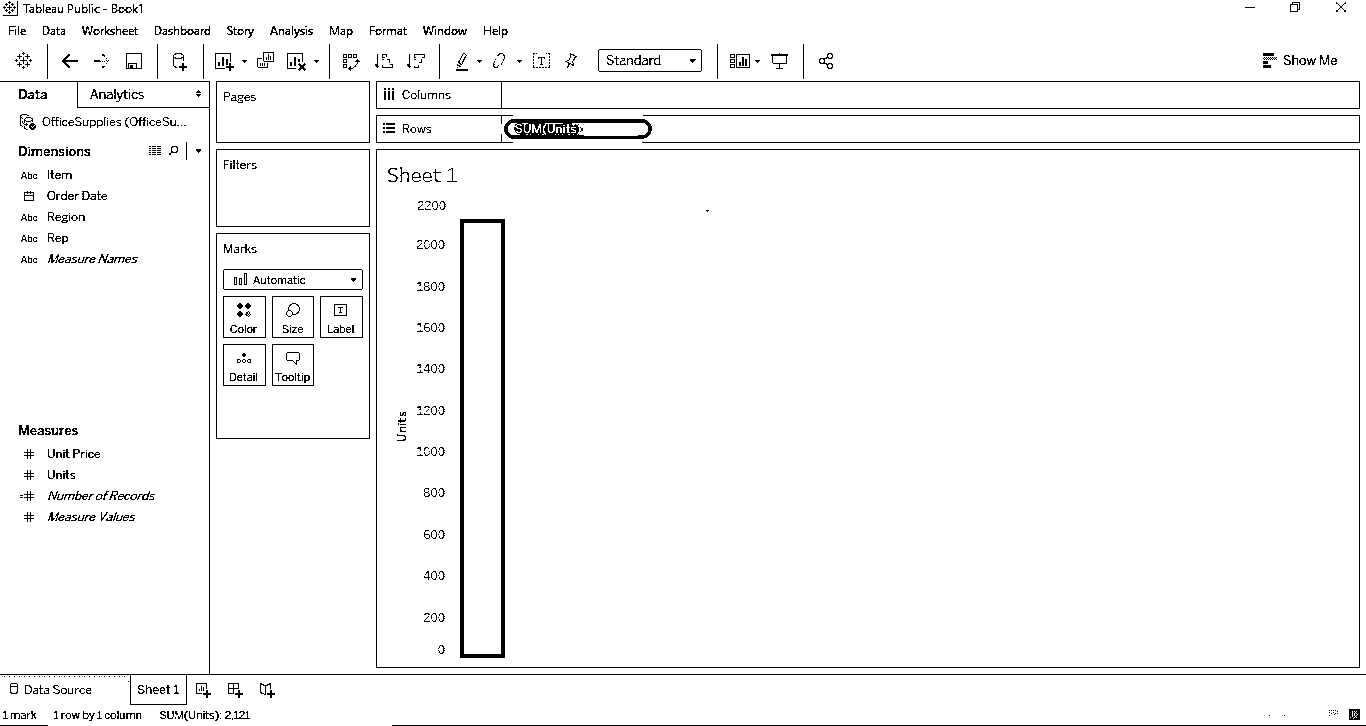 Tableau Public - Book1
File Data Worksheet Dashboard Story Analysis Map Format Window Help
Standard
Show Me
Data Analytics
OfficeSupplies (OfficeSu...
Dimensions
Abc Item
Order Date
Abc Region
Abc Rep
Abc Measure Names
Measures
# Unit Price
# Units
=# Number of Records
# Measure Values
Pages
Filters
Marks
Automatic
Color Size Label
Detail Tooltip
Columns
Rows SUM(Units)
Sheet 1
2200
2000
1800
1600
1400
1200
1000
800
600
400
200
0
Units
Data Source Sheet 1
1 mark 1 row by 1 column SUM(Units): 2,121